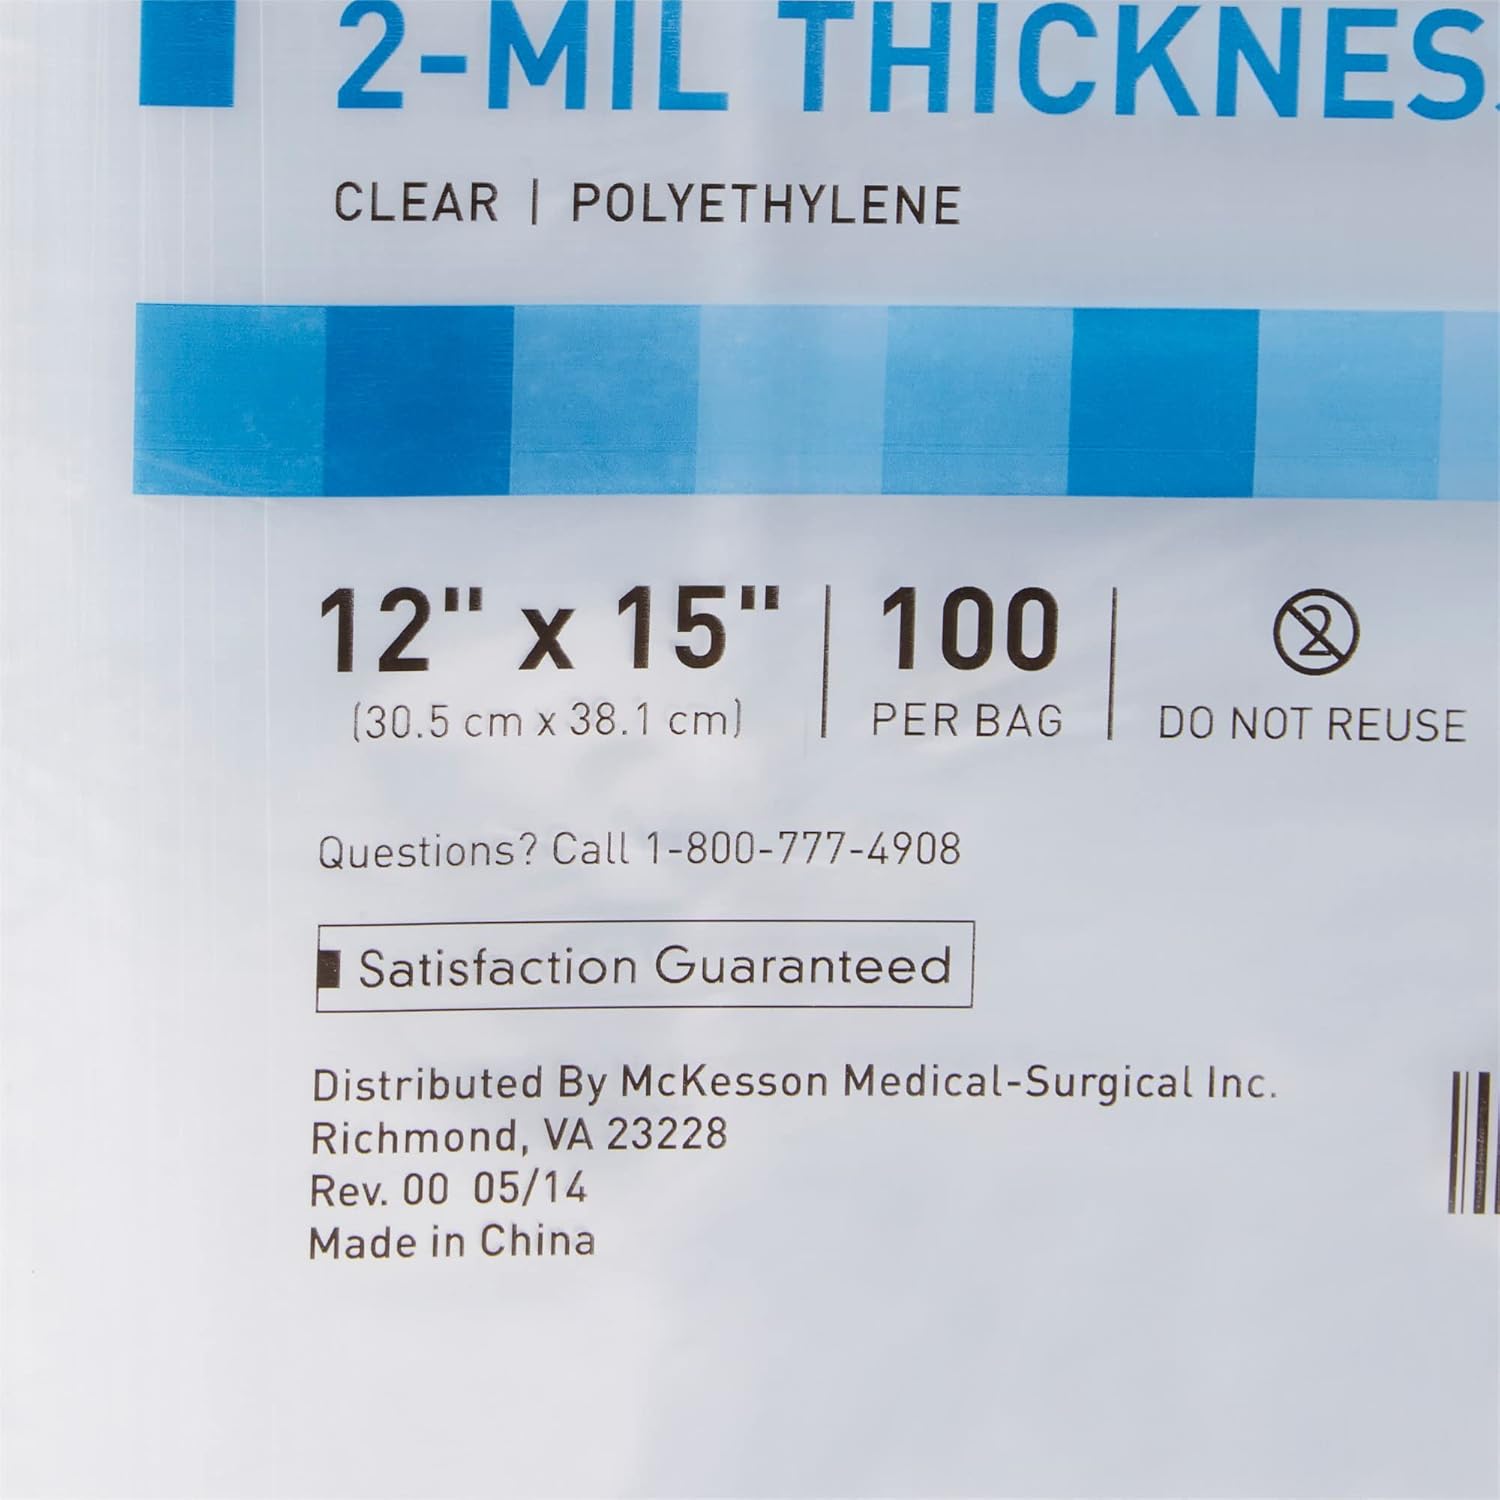 2-MIL THICKNES
CLEAR | POLYETHYLENE
12" x 15" | 100 | 2
(30.5 cm x 38.1 cm) PER BAG DO NOT REUSE
Questions? Call 1-800-777-4908
Satisfaction Guaranteed
Distributed By McKesson Medical-Surgical Inc.
Richmond, VA 23228
Rev. 00 05/14
Made in China